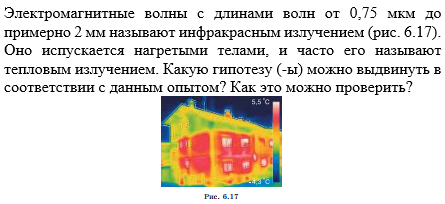 Электромагнитные волны с длинами волн от 0,75 мкм до
примерно 2 мм называют инфракрасным излучением (рис. 6.17).
Оно испускается нагретыми телами, и часто его называют
тепловым излучением. Какую гипотезу (-ы) можно выдвинуть в
соответствии с данным опытом? Как это можно проверить?
5,5 °C
-4,3 °C
Рис. 6.17